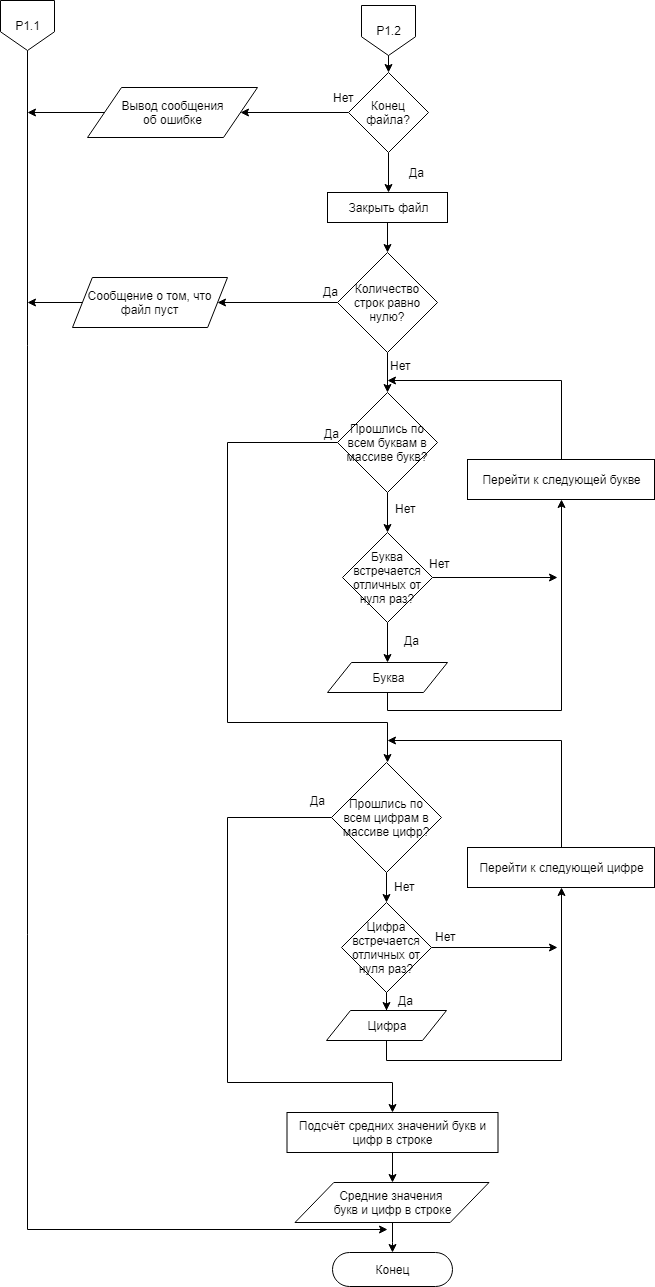 P1.1
P1.2
Нет
Конец
файла?
Вывод сообщения
об ошибке
Да
Закрыть файл
Да
Количество
строк равно
нулю?
Сообщение о том, что
файл пуст
Нет
Да
Прошлись по
всем буквам в
массиве букв?
Перейти к следующей букве
Нет
Буква
встречается
отличных от
нуля раз?
Нет
Да
Буква
Да
Прошлись по
всем цифрам в
массиве цифр?
Перейти к следующей цифре
Нет
Цифра
встречается
отличных от
нуля раз?
Нет
Да
Цифра
Подсчёт средних значений букв и
цифр в строке
Средние значения
букв и цифр в строке
Конец